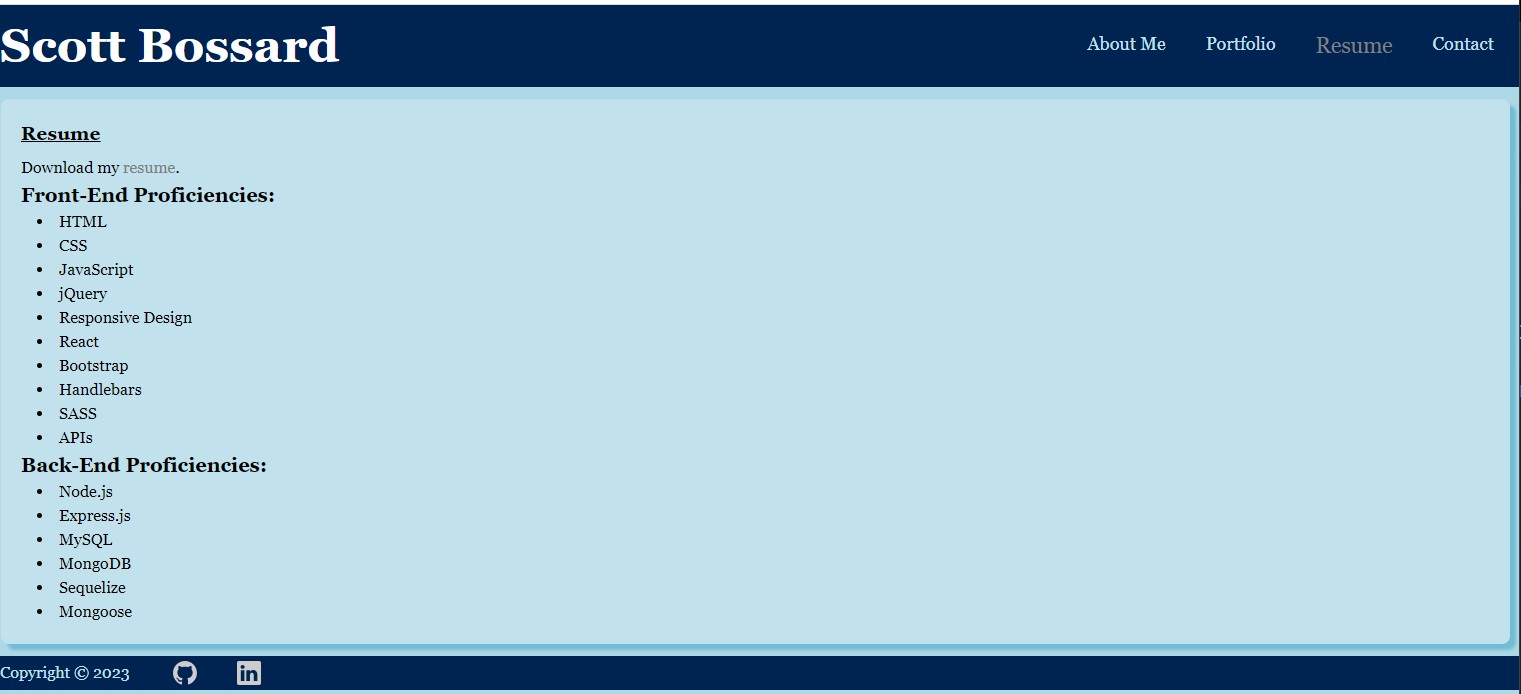 Scott Bossard
About Me
Portfolio
Resume
Contact
Resume
Download my resume.
Front-End Proficiencies:
HTML
CSS
JavaScript
jQuery
Responsive Design
React
Bootstrap
Handlebars
SASS
APIs
Back-End Proficiencies:
Node.js
Express.js
MySQL
MongoDB
Sequelize
Mongoose
Copyright © 2023
in